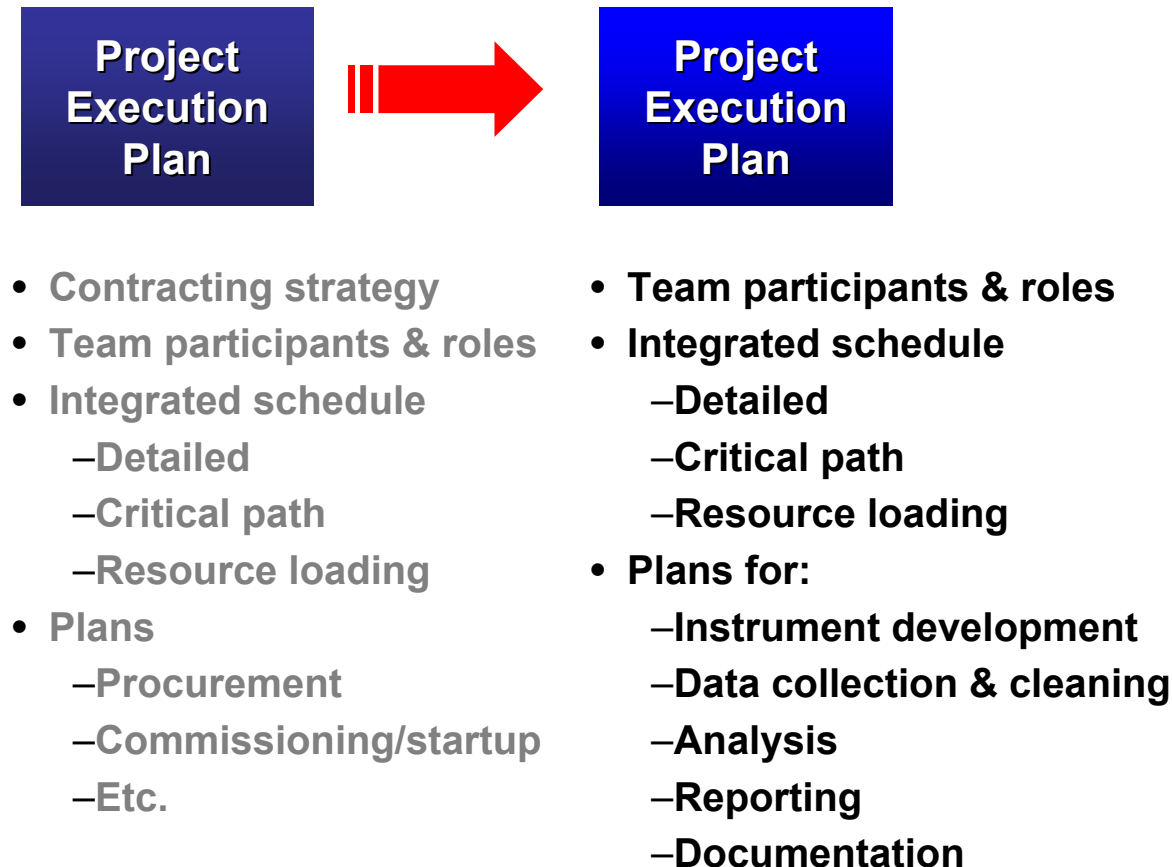 Project
Execution
Plan
Project
Execution
Plan
• Contracting strategy
• Team participants & roles
• Integrated schedule
–Detailed
–Critical path
–Resource loading
• Plans
–Procurement
–Commissioning/startup
–Etc.
• Team participants & roles
• Integrated schedule
–Detailed
–Critical path
–Resource loading
• Plans for:
–Instrument development
–Data collection & cleaning
–Analysis
–Reporting
–Documentation